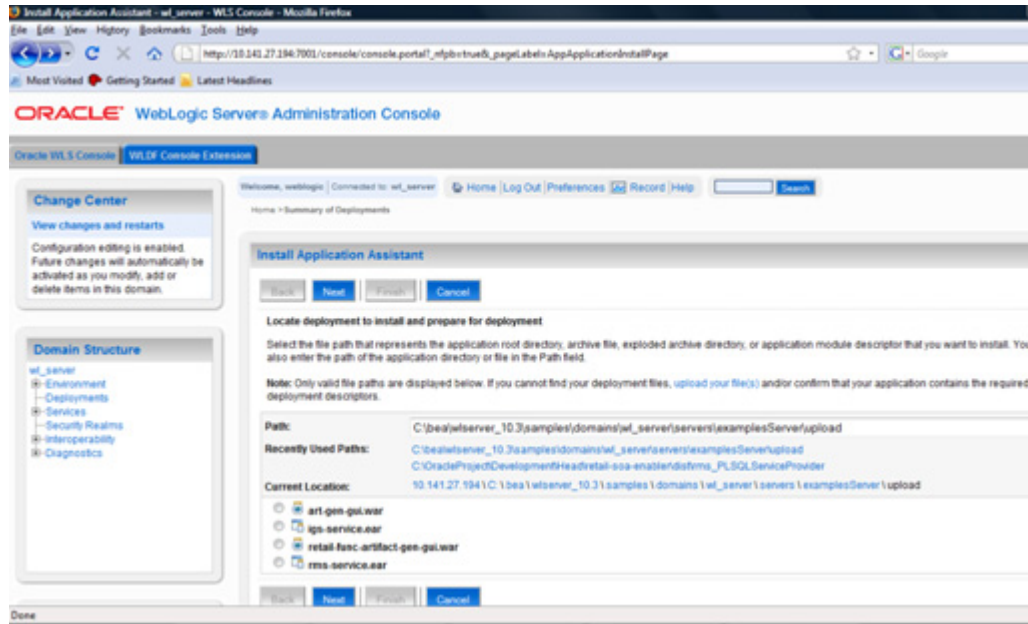 Install Application Assistant - wl_server - WLS Console - Mozilla Firefox
File Edit View History Bookmarks Tools Help
http://10.141.27.194:7001/console/console.portal?_nfpb=true&_pageLabel=AppApplicationInstallPage
Google
Most Visited Getting Started Latest Headlines
ORACLE WebLogic Server® Administration Console
Oracle WLS Console WLDF Console Extension
Change Center
View changes and restarts
Configuration editing is enabled.
Future changes will automatically be
activated as you modify, add or
delete items in this domain.
Domain Structure
wl_server
Environment
Deployments
Services
Security Realms
Interoperability
Diagnostics
Welcome, weblogic Connected to: wl_server Home Log Out Preferences Record Help Search
Home >Summary of Deployments
Install Application Assistant
Back Next Finish Cancel
Locate deployment to install and prepare for deployment
Select the file path that represents the application root directory, archive file, exploded archive directory, or application module descriptor that you want to install. You
also enter the path of the application directory or file in the Path field.
Note: Only valid file paths are displayed below. If you cannot find your deployment files, upload your file(s) and/or confirm that your application contains the required
deployment descriptors.
Path: C:\bea\wlserver_10.3\samples\domains\wl_server\servers\examplesServer\upload
Recently Used Paths: C:\bea\wlserver_10.3\samples\domains\wl_server\servers\examplesServer\upload
C:\OracleProject\Development\Head\retail-soa-enabler\dist\rms_PLSQLServiceProvider
Current Location: 10.141.27.194 \ C: \ bea \ wlserver_10.3 \ samples \ domains \ wl_server \ servers \ examplesServer \ upload
art-gen-gui.war
igs-service.ear
retail-func-artifact-gen-gui.war
rms-service.ear
Back Next Finish Cancel
Done